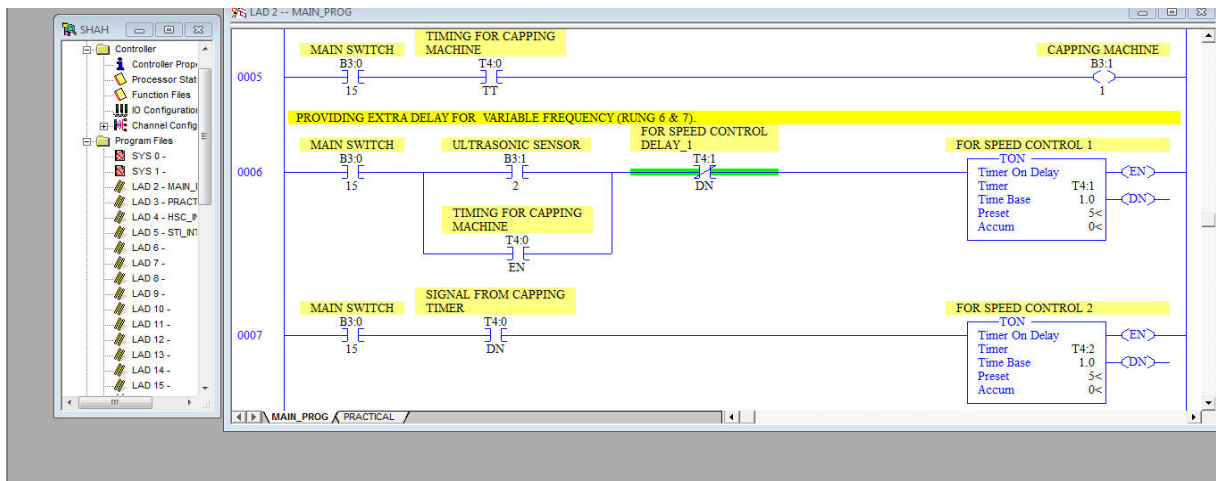 SHAH
Controller
Controller Prope
Processor Stat
Function Files
IO Configuration
Channel Config
Program Files
SYS 0 -
SYS 1 -
LAD 2 - MAIN_I
LAD 3 - PRACT
LAD 4 - HSC_IN
LAD 5 - STI_INT
LAD 6 -
LAD 7 -
LAD 8 -
LAD 9 -
LAD 10 -
LAD 11 -
LAD 12 -
LAD 13 -
LAD 14 -
LAD 15 -
LAD 2 -- MAIN_PROG
TIMING FOR CAPPING
MAIN SWITCH MACHINE CAPPING MACHINE
B3:0 T4:0 B3:1
0005
15 TT 1
PROVIDING EXTRA DELAY FOR VARIABLE FREQUENCY (RUNG 6 & 7).
FOR SPEED CONTROL
MAIN SWITCH ULTRASONIC SENSOR DELAY_1 FOR SPEED CONTROL 1
B3:0 B3:1 T4:1 TON
0006 Timer On Delay EN
15 2 DN Timer T4:1
Time Base 1.0 DN
Preset 5<
Accum 0<
TIMING FOR CAPPING
MACHINE
T4:0
EN
SIGNAL FROM CAPPING
MAIN SWITCH TIMER FOR SPEED CONTROL 2
B3:0 T4:0 TON
0007 Timer On Delay EN
15 DN Timer T4:2
Time Base 1.0 DN
Preset 5<
Accum 0<
MAIN_PROG PRACTICAL